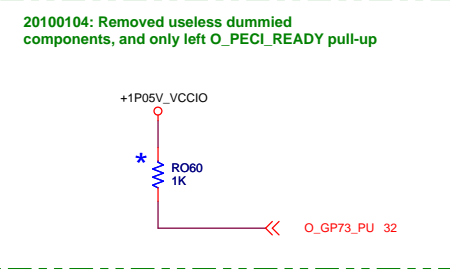 20100104: Removed useless dummied
components, and only left O_PECI_READY pull-up
+1P05V_VCCIO
*
RO60
1K
O_GP73_PU 32